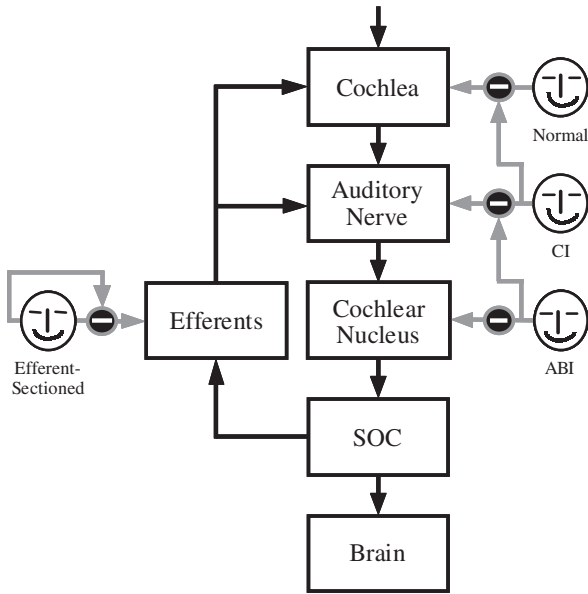 Cochlea
Normal
Auditory
Nerve
CI
Efferents
Cochlear
Nucleus
Efferent-
Sectioned
ABI
SOC
Brain